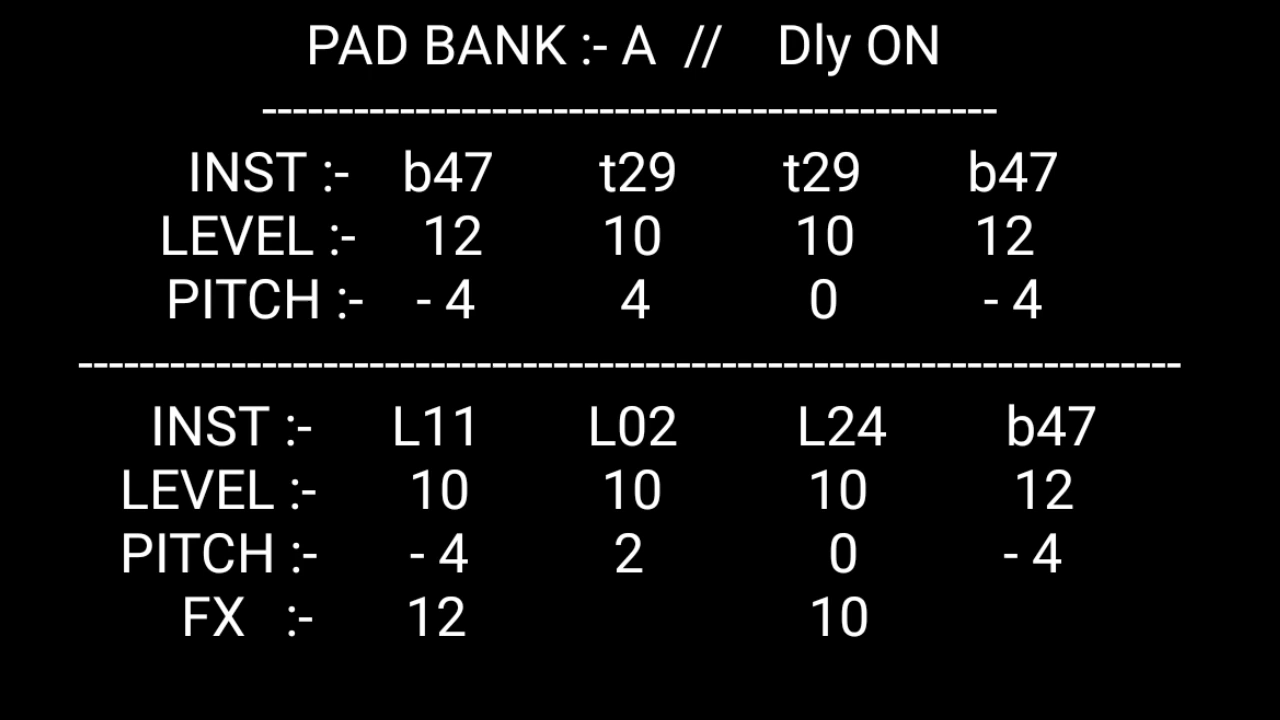 PAD BANK :- A // Dly ON
-------------------------------------------------
INST :- b47 t29 t29 b47
LEVEL :- 12 10 10 12
PITCH :- - 4 4 0 - 4
--------------------------------------------------------------------------
INST :- L11 L02 L24 b47
LEVEL :- 10 10 10 12
PITCH :- - 4 2 0 - 4
FX :- 12 10